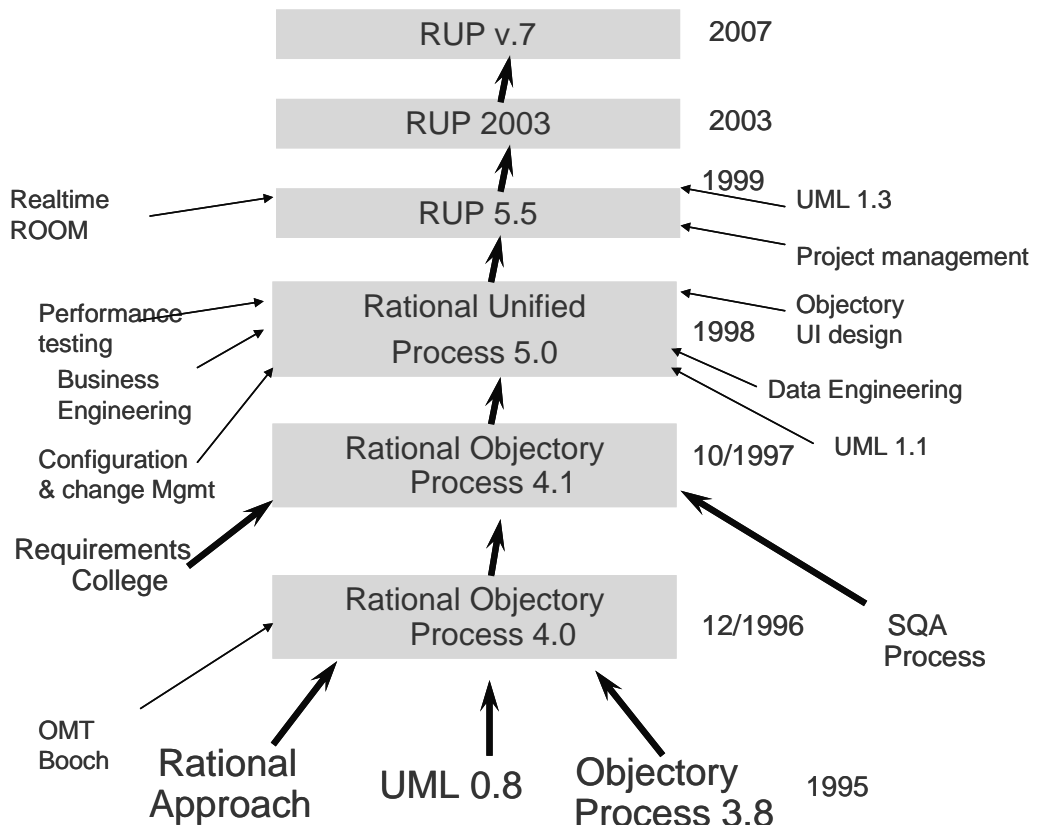 RUP v.7
2007
RUP 2003
2003
1999
Realtime
ROOM
RUP 5.5
UML 1.3
Project management
Performance
testing
Business
Engineering
Configuration
& change Mgmt
Rational Unified
Process 5.0
1998
Objectory
UI design
Data Engineering
UML 1.1
Rational Objectory
Process 4.1
10/1997
Requirements
College
Rational Objectory
Process 4.0
12/1996
SQA
Process
OMT
Booch
Rational
Approach
UML 0.8
Objectory
Process 3.8
1995